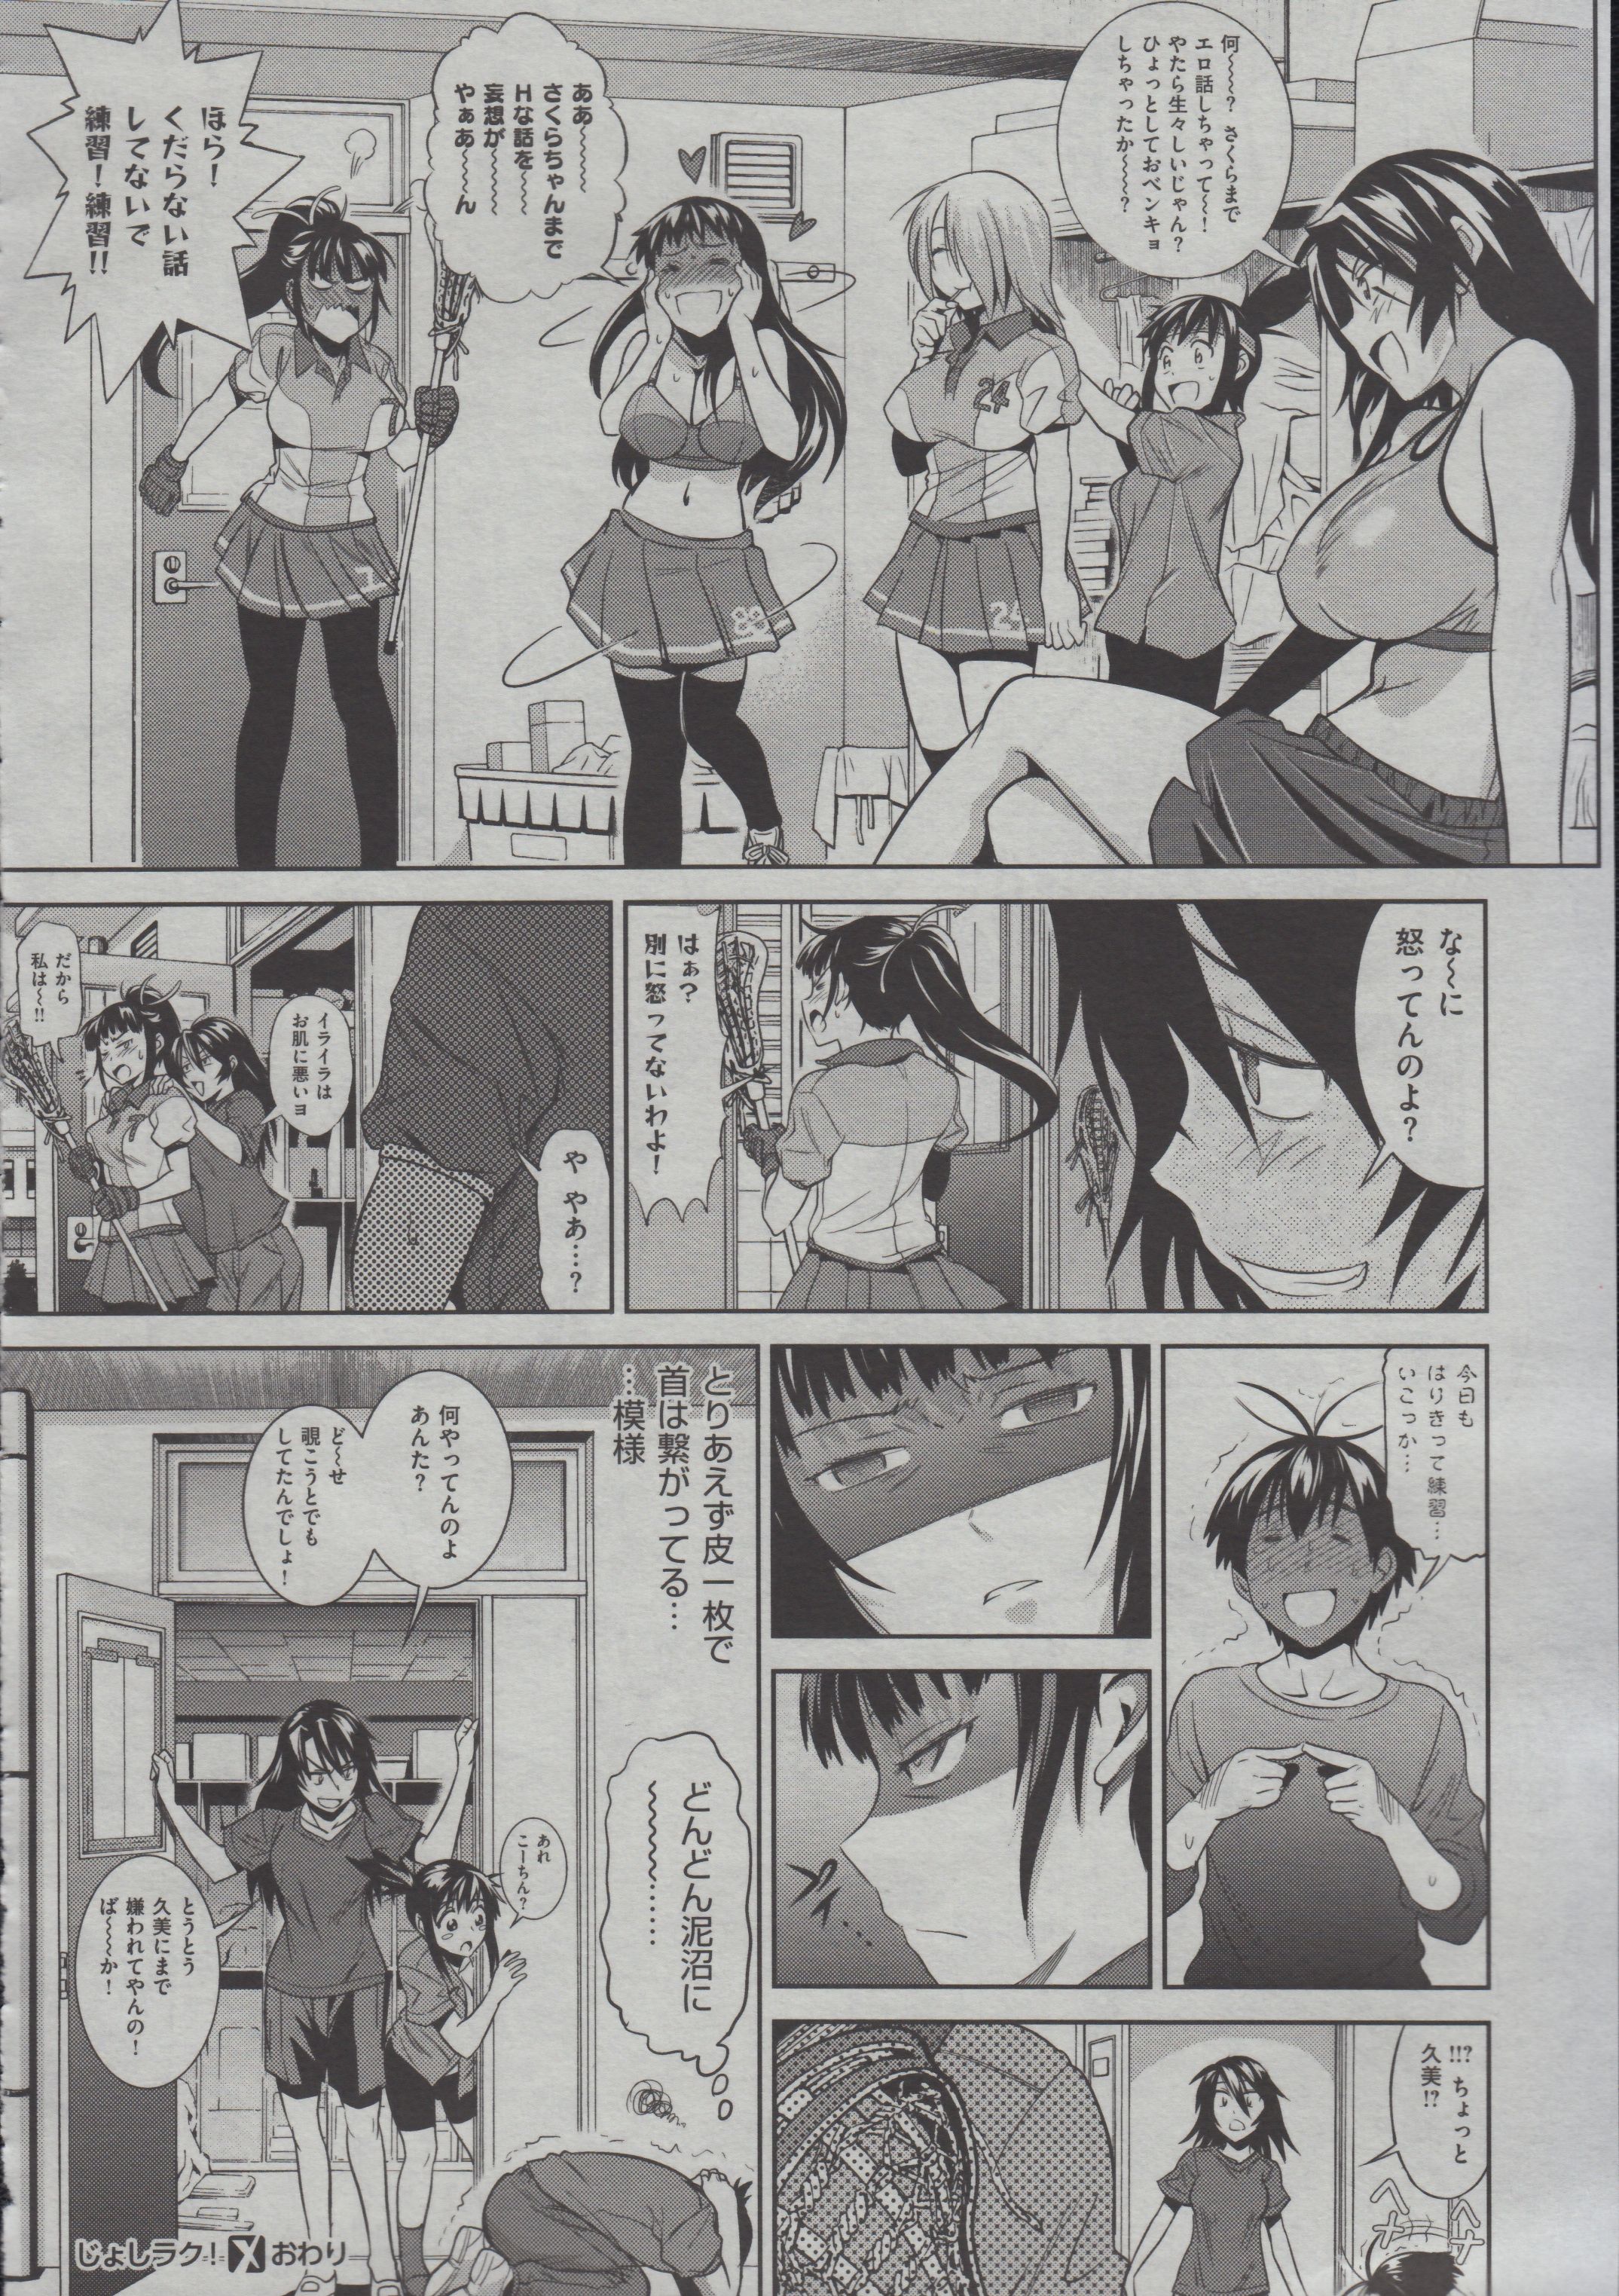 何～～～？さくらまで
エロ話しちゃって～！
やたら生々しいじゃん？
ひょっとしておベンキョ
しちゃったか～～～？
ああ～～～
さくらちゃんまで
Hな話を～～
妄想が～～～
やぁあ～～～ん
ほら！
くだらない話
してないで
練習！練習!!
24
24
7
88
な～に
怒ってんのよ？
はぁ？
別に怒ってないわよ！
や やあ…？
イライラは
お肌に悪いヨ
だから
私は～!!
今日も
はりきって練習…
いこっか…
!!?ちょっと
久美!?
ヘナ
ヘナ
とりあえず皮一枚で
首は繋がってる…
…模様
どんどん泥沼に
～～～～………
何やってんのよ
あんた？
ど～せ
覗こうとでも
してたんでしょ！
あれ
こーちん？
とうとう
久美にまで
嫌われてやんの！
ば～～～か！
じょしラク！ X おわり